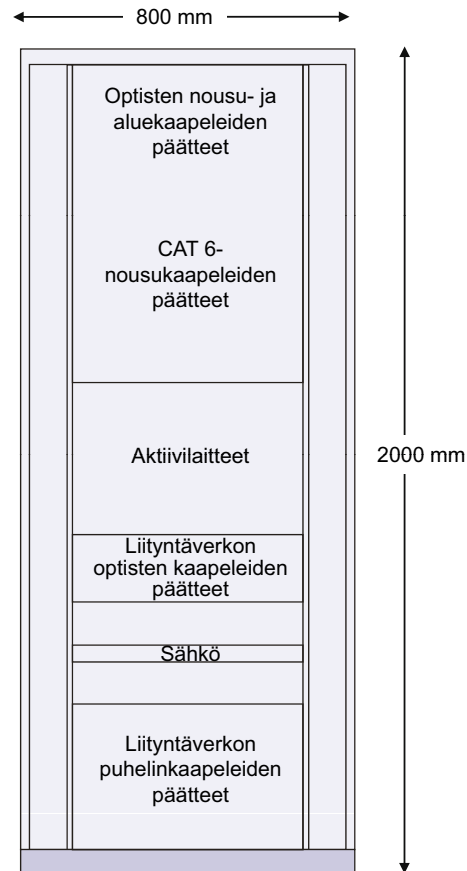 800 mm
Optisten nousu- ja
aluekaapeleiden
päätteet
CAT 6-
nousukaapeleiden
päätteet
Aktiivilaitteet
2000 mm
Liityntäverkon
optisten kaapeleiden
päätteet
Sähkö
Liityntäverkon
puhelinkaapeleiden
päätteet